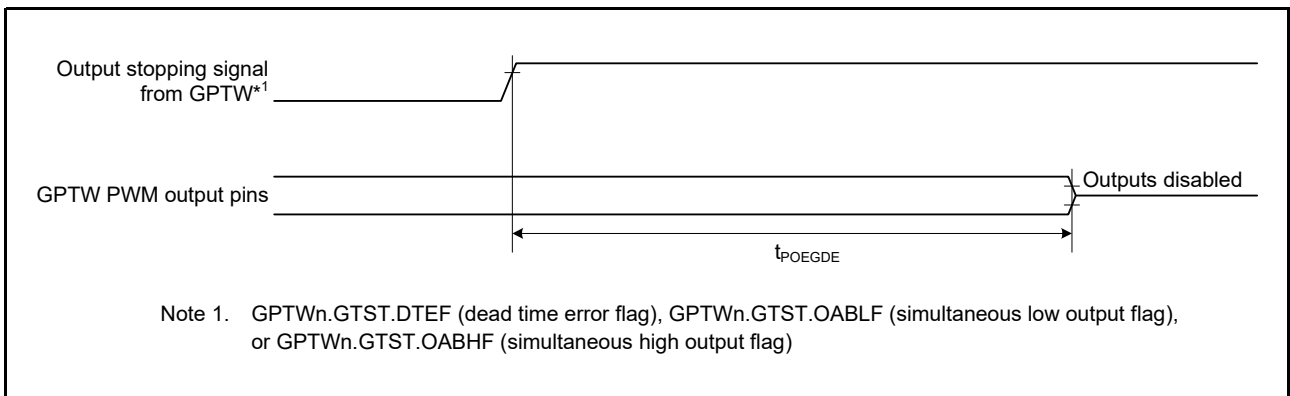 Output stopping signal
from GPTW*1
GPTW PWM output pins
Outputs disabled
tPOEGDE
Note 1. GPTWn.GTST.DTEF (dead time error flag), GPTWn.GTST.OABLF (simultaneous low output flag),
or GPTWn.GTST.OABHF (simultaneous high output flag)